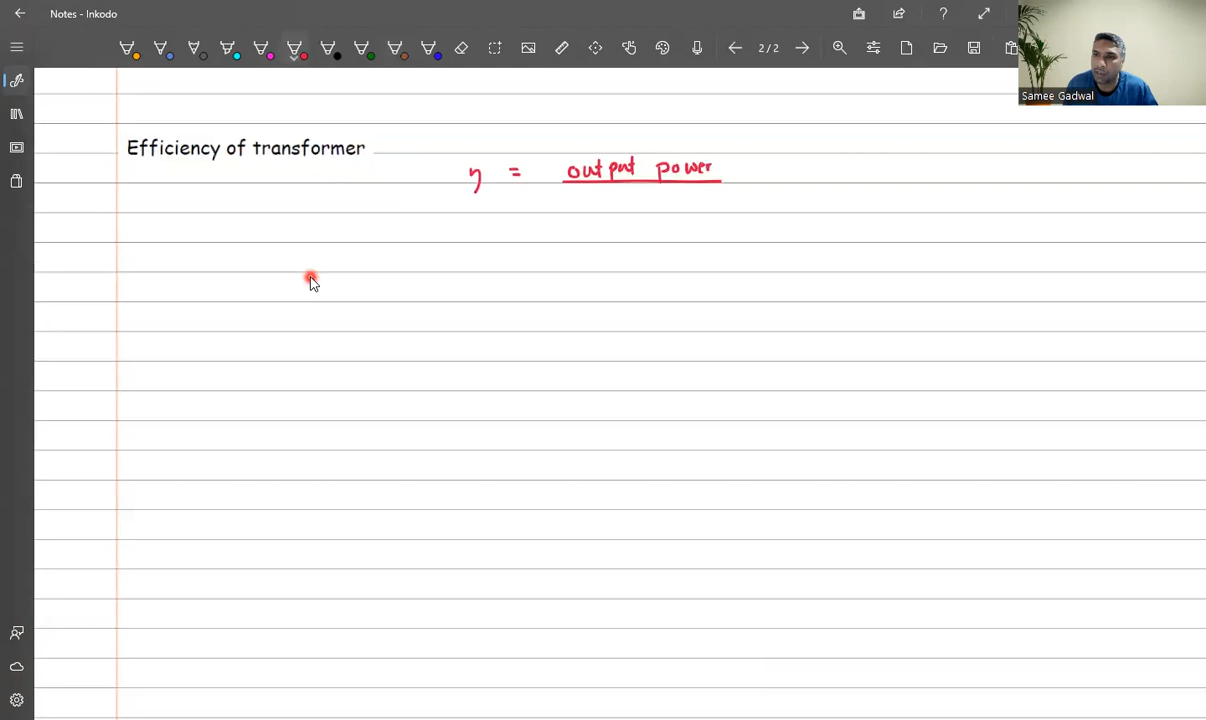 Notes - Inkodo
2/2
Samee Gadwal
Efficiency of transformer
η = output power